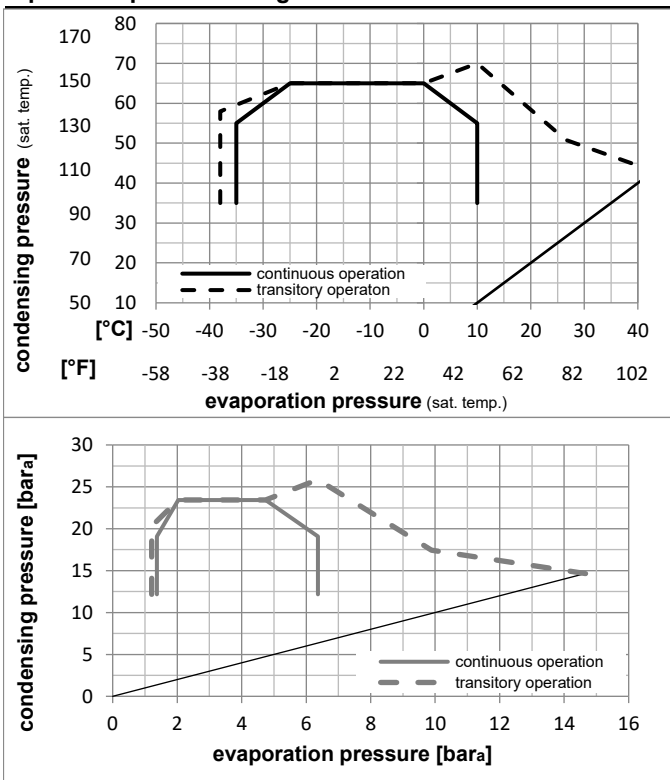 condensing pressure (sat. temp.)
170 80
70
150 60
130 50
110 40
90 30
70 20
50 10
continuous operation
transitory operaton
[°C] -50 -40 -30 -20 -10 0 10 20 30 40
[°F] -58 -38 -18 2 22 42 62 82 102
evaporation pressure (sat. temp.)
condensing pressure [bara]
30
25
20
15
10
5
0
continuous operation
transitory operation
0 2 4 6 8 10 12 14 16
evaporation pressure [bara]